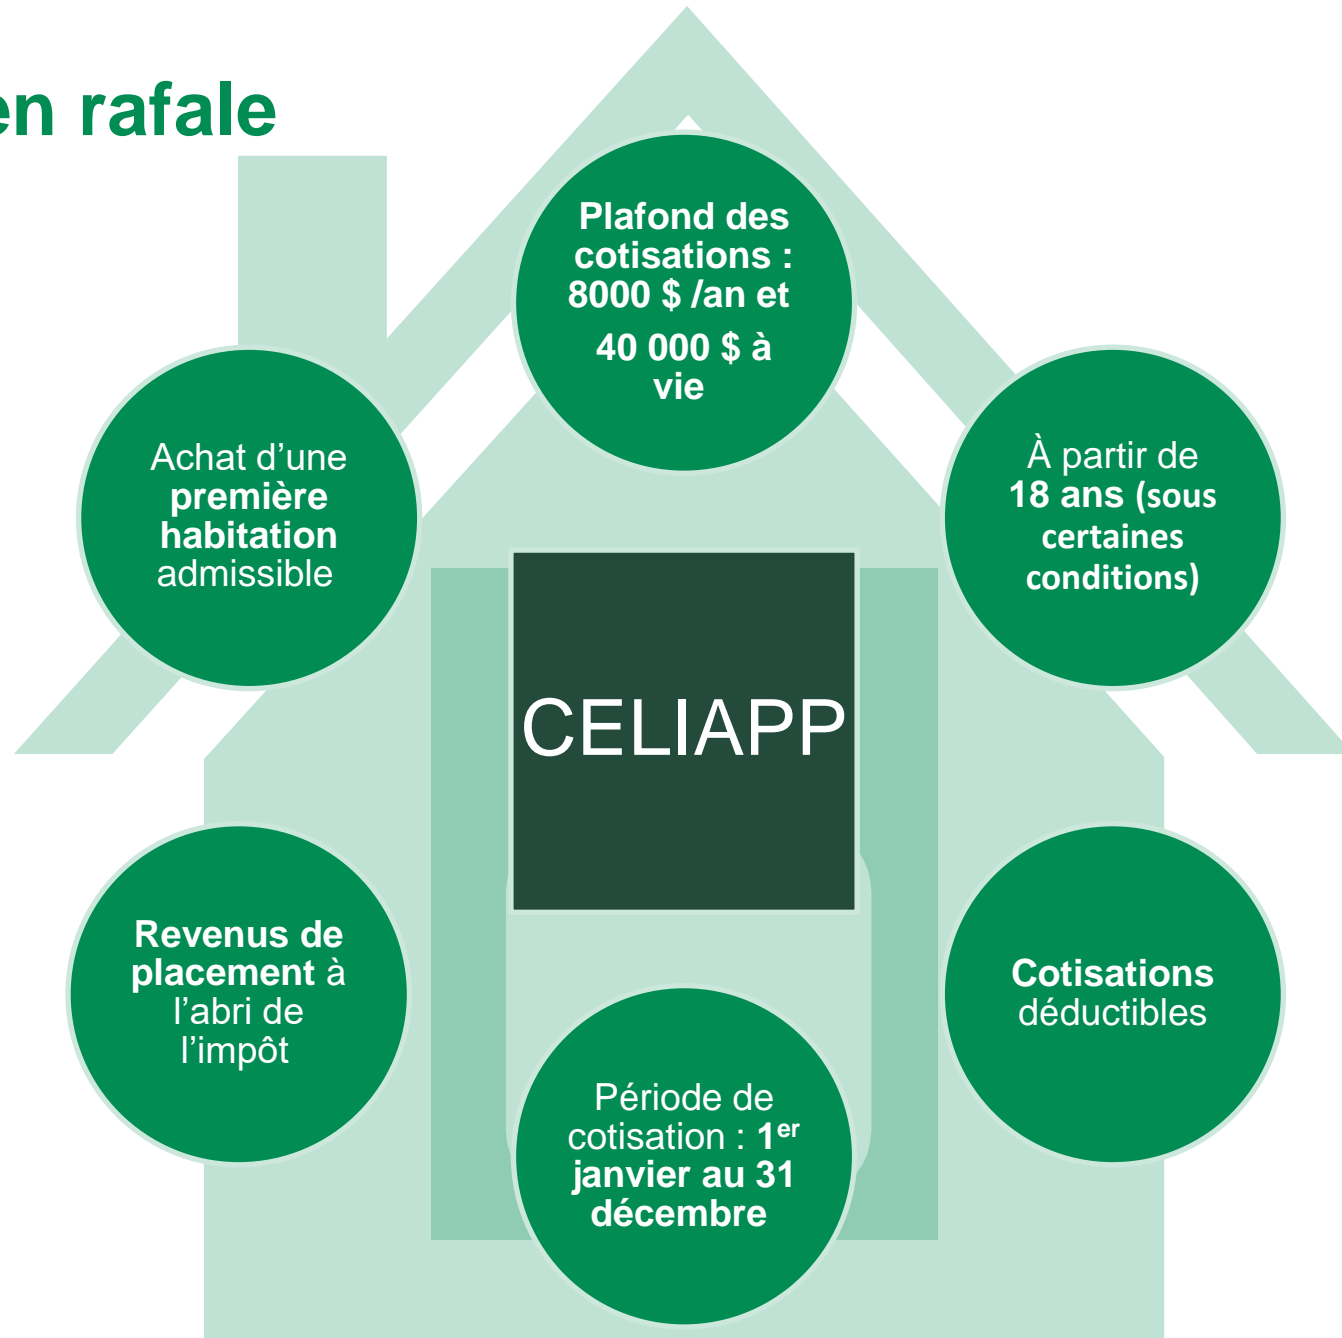 en rafale
Plafond des
cotisations :
8000 $ /an et
40 000 $ à
vie
Achat d’une
première
habitation
admissible
À partir de
18 ans (sous
certaines
conditions)
CELIAPP
Revenus de
placement à
l’abri de
l’impôt
Cotisations
déductibles
Période de
cotisation : 1er
janvier au 31
décembre